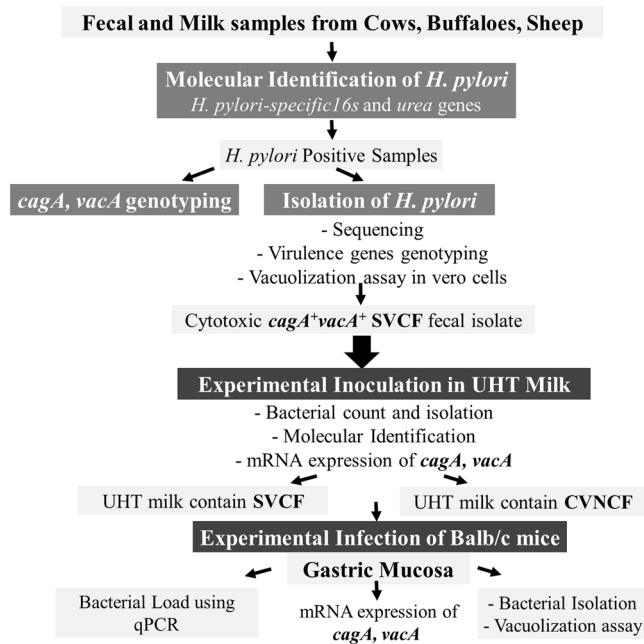 Fecal and Milk samples from Cows, Buffaloes, Sheep
Molecular Identification of H. pylori
H. pylori-specific16s and urea genes
H. pylori Positive Samples
cagA, vacA genotyping
Isolation of H. pylori
- Sequencing
- Virulence genes genotyping
- Vacuolization assay in vero cells
Cytotoxic cagA⁺vacA⁺ SVCF fecal isolate
Experimental Inoculation in UHT Milk
- Bacterial count and isolation
- Molecular Identification
- mRNA expression of cagA, vacA
UHT milk contain SVCF
UHT milk contain CVNCF
Experimental Infection of Balb/c mice
Gastric Mucosa
Bacterial Load using
qPCR
mRNA expression of
cagA, vacA
- Bacterial Isolation
- Vacuolization assay